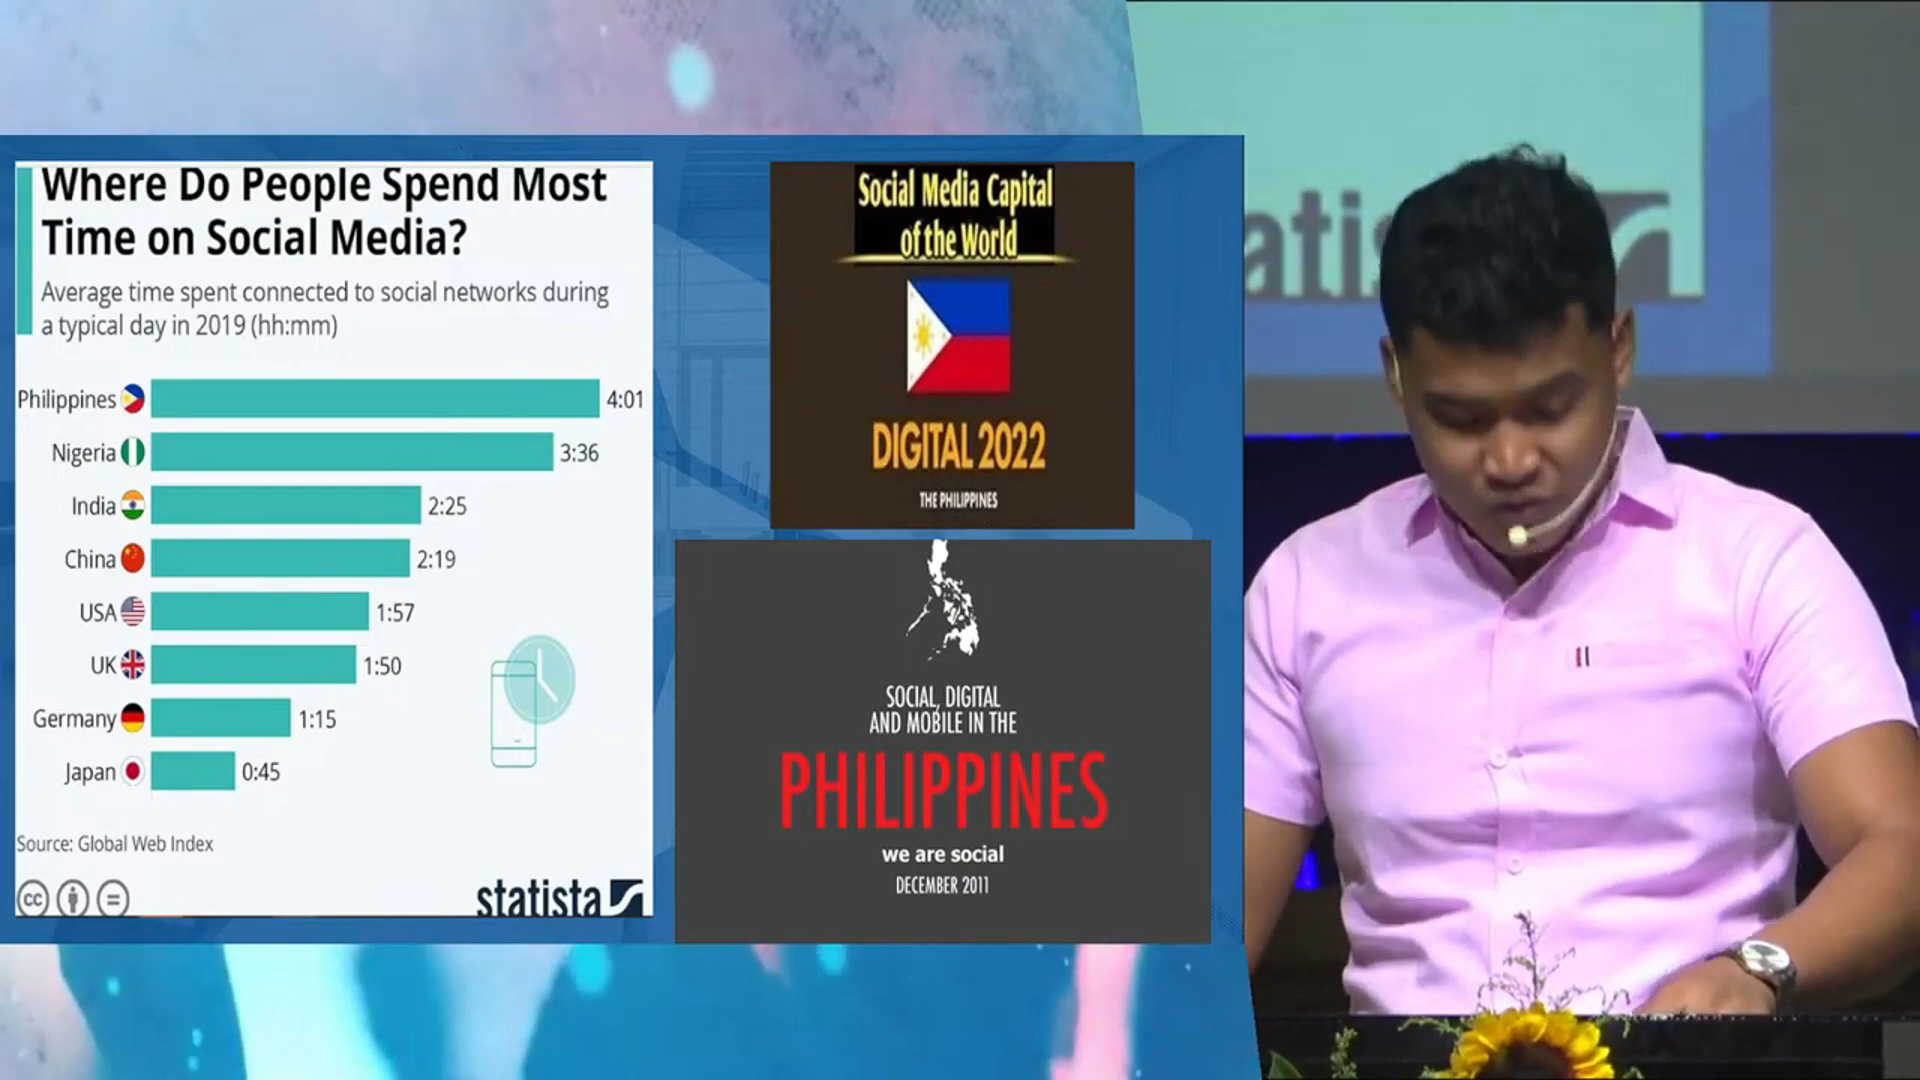 Where Do People Spend Most
Time on Social Media?
Average time spent connected to social networks during
a typical day in 2019 (hh:mm)
Philippines 4:01
Nigeria 3:36
India 2:25
China 2:19
USA 1:57
UK 1:50
Germany 1:15
Japan 0:45
Source: Global Web Index
cc
statista
Social Media Capital
of the World
DIGITAL 2022
THE PHILIPPINES
SOCIAL, DIGITAL
AND MOBILE IN THE
PHILIPPINES
we are social
DECEMBER 2011
atis